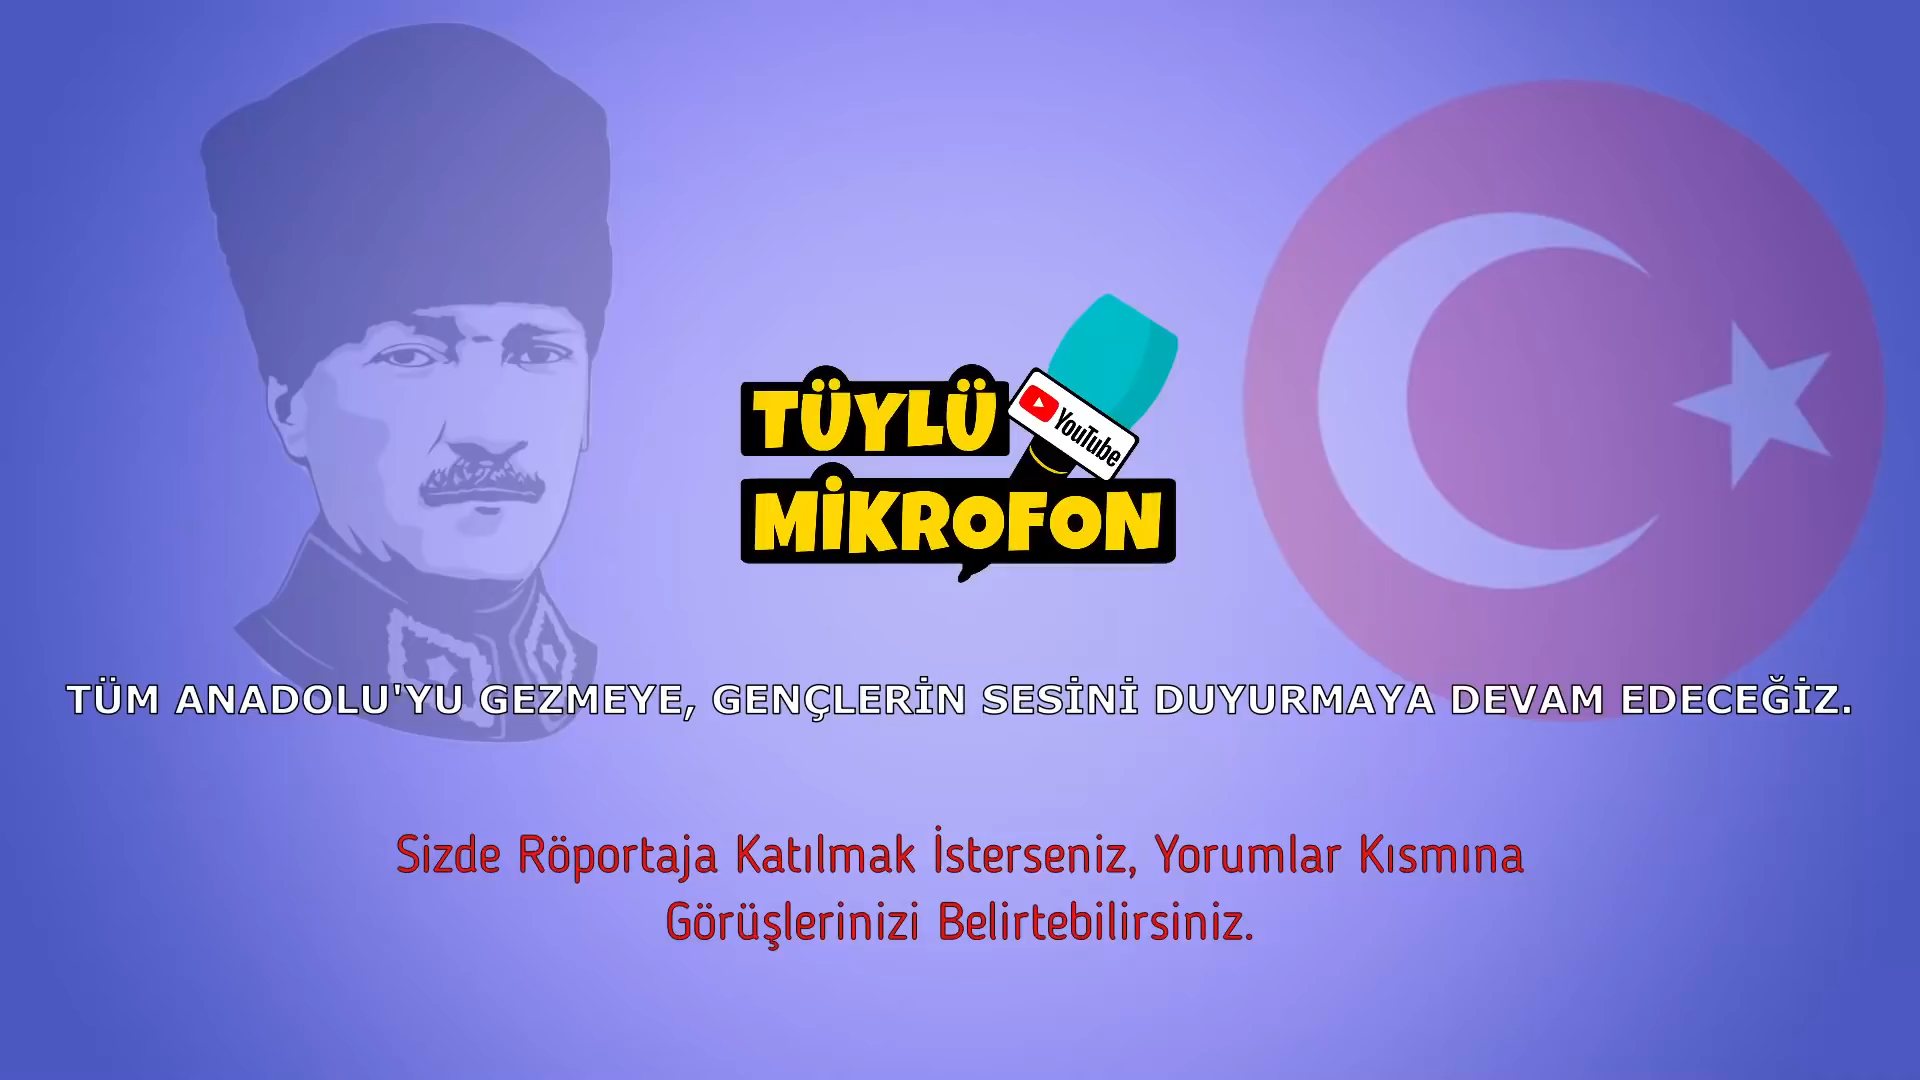 TÜYLÜ
YouTube
MİKROFON
TÜM ANADOLU'YU GEZMEYE, GENÇLERİN SESİNİ DUYURMAYA DEVAM EDECEĞİZ.
Sizde Röportaja Katılmak İsterseniz, Yorumlar Kısmına
Görüşlerinizi Belirtebilirsiniz.